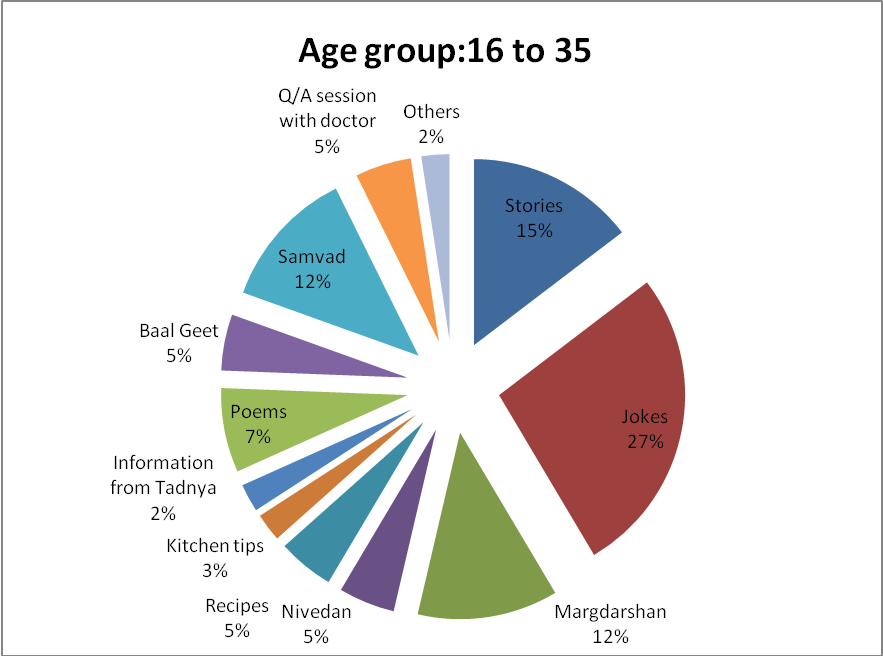 Age group:16 to 35
Q/A session
with doctor
5%
Others
2%
Stories
15%
Samvad
12%
Baal Geet
5%
Jokes
27%
Poems
7%
Information
from Tadnya
2%
Kitchen tips
3%
Recipes
5%
Nivedan
5%
Margdarshan
12%